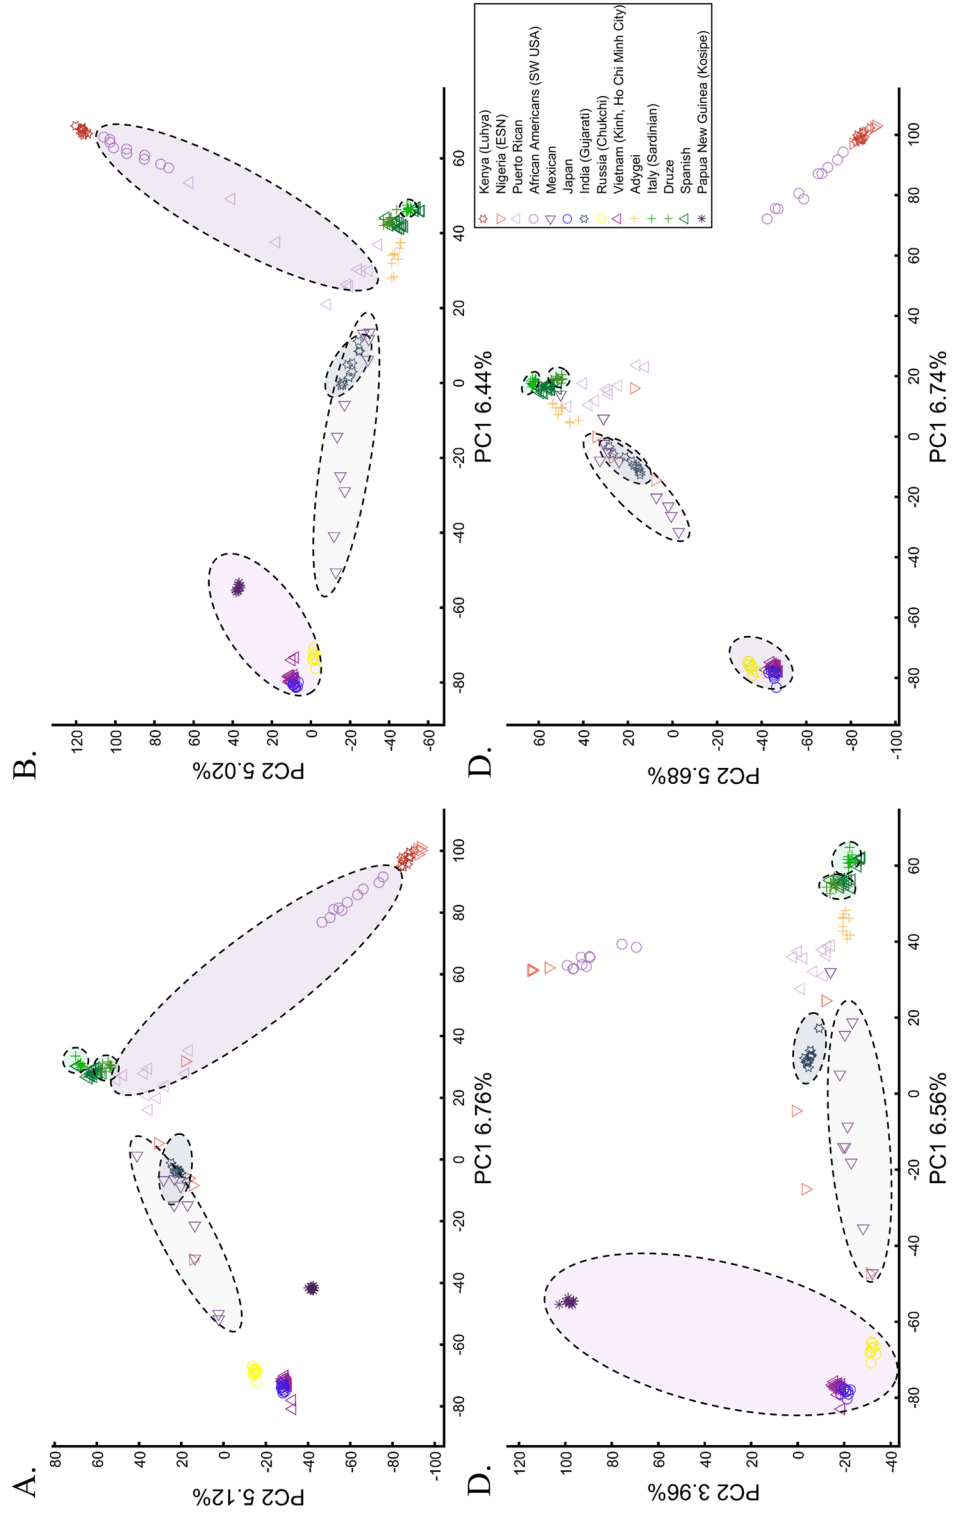 A.
PC2 5.12%
80
60
40
20
0
-20
-40
-60
-80
-100
-80
-60
-40
-20
0
20
40
60
80
100
PC1 6.76%
B.
PC2 5.02%
120
100
80
60
40
20
0
-20
-40
-60
-80
-60
-40
-20
0
20
40
60
PC1 6.44%
D.
PC2 3.96%
120
100
80
60
40
20
0
-20
-40
-80
-60
-40
-20
0
20
40
60
PC1 6.56%
D.
PC2 5.68%
60
40
20
0
-20
-40
-60
-80
-100
-80
-60
-40
-20
0
20
40
60
80
100
PC1 6.74%
Kenya (Luhya)
Nigeria (ESN)
Puerto Rican
African Americans (SW USA)
Mexican
Japan
India (Gujarati)
Russia (Chukchi)
Vietnam (Kinh, Ho Chi Minh City)
Adygei
Italy (Sardinian)
Druze
Spanish
Papua New Guinea (Kosipe)